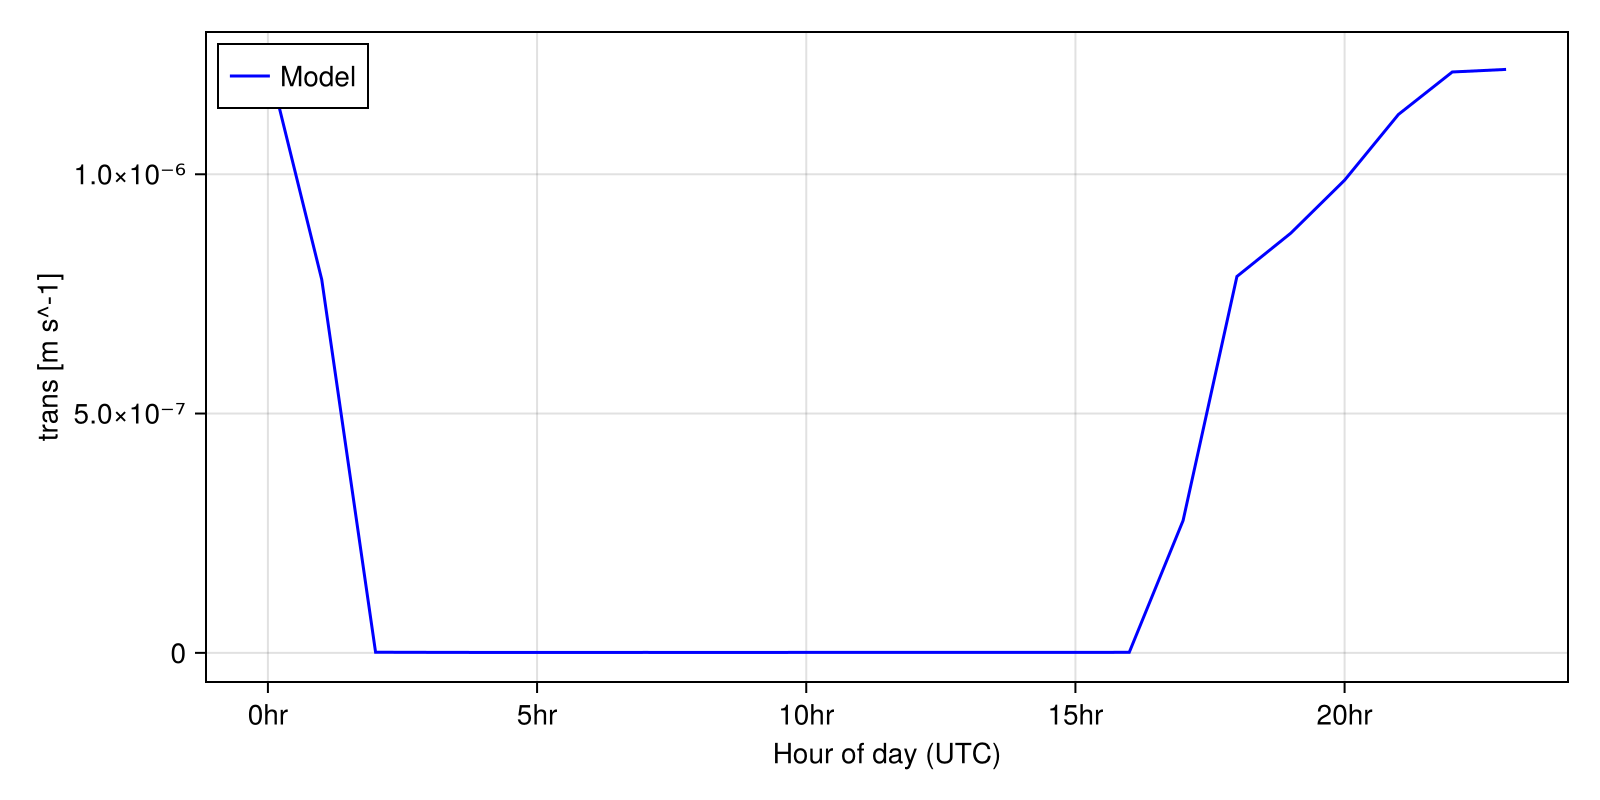 Model
1.0×10⁻⁶
5.0×10⁻⁷
0
trans [m s^-1]
0hr 5hr 10hr 15hr 20hr
Hour of day (UTC)